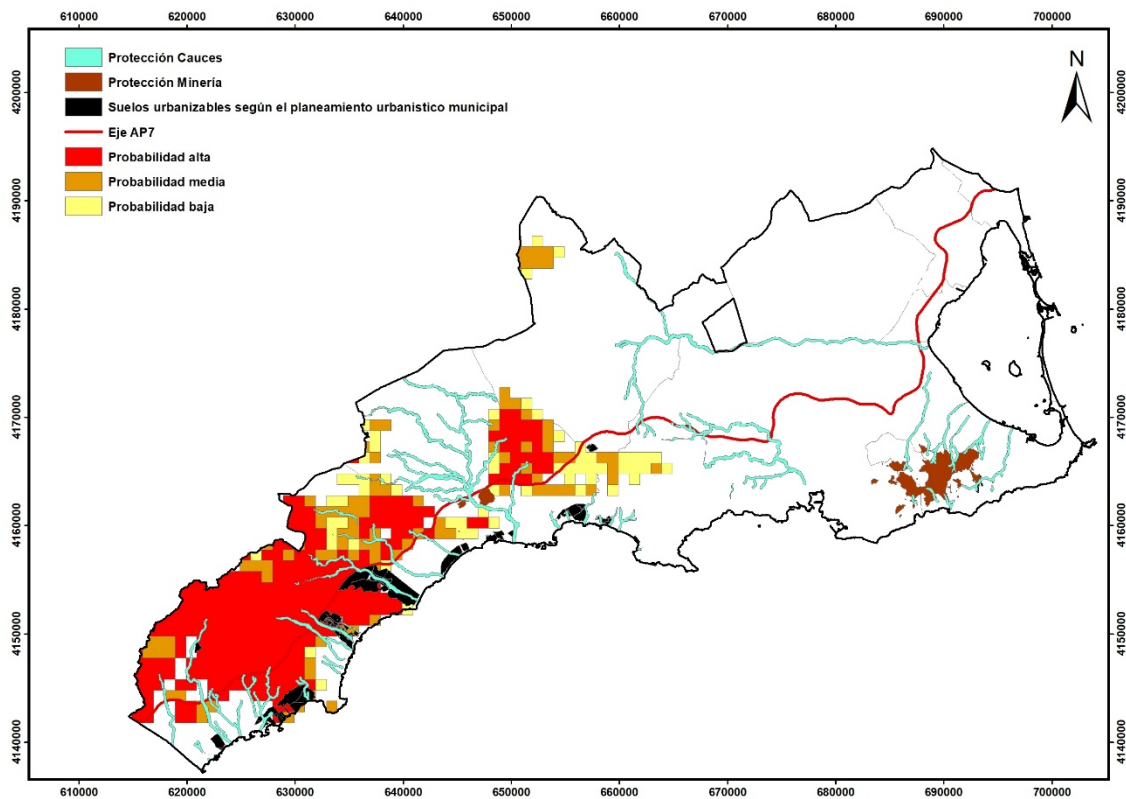 610000 620000 630000 640000 650000 660000 670000 680000 690000 700000
Protección Cauces
Protección Minería
Suelos urbanizables según el planeamiento urbanistico municipal
Eje AP7
Probabilidad alta
Probabilidad media
Probabilidad baja
N
4200000 4200000
4190000 4190000
4180000 4180000
4170000 4170000
4160000 4160000
4150000 4150000
4140000 4140000
610000 620000 630000 640000 650000 660000 670000 680000 690000 700000